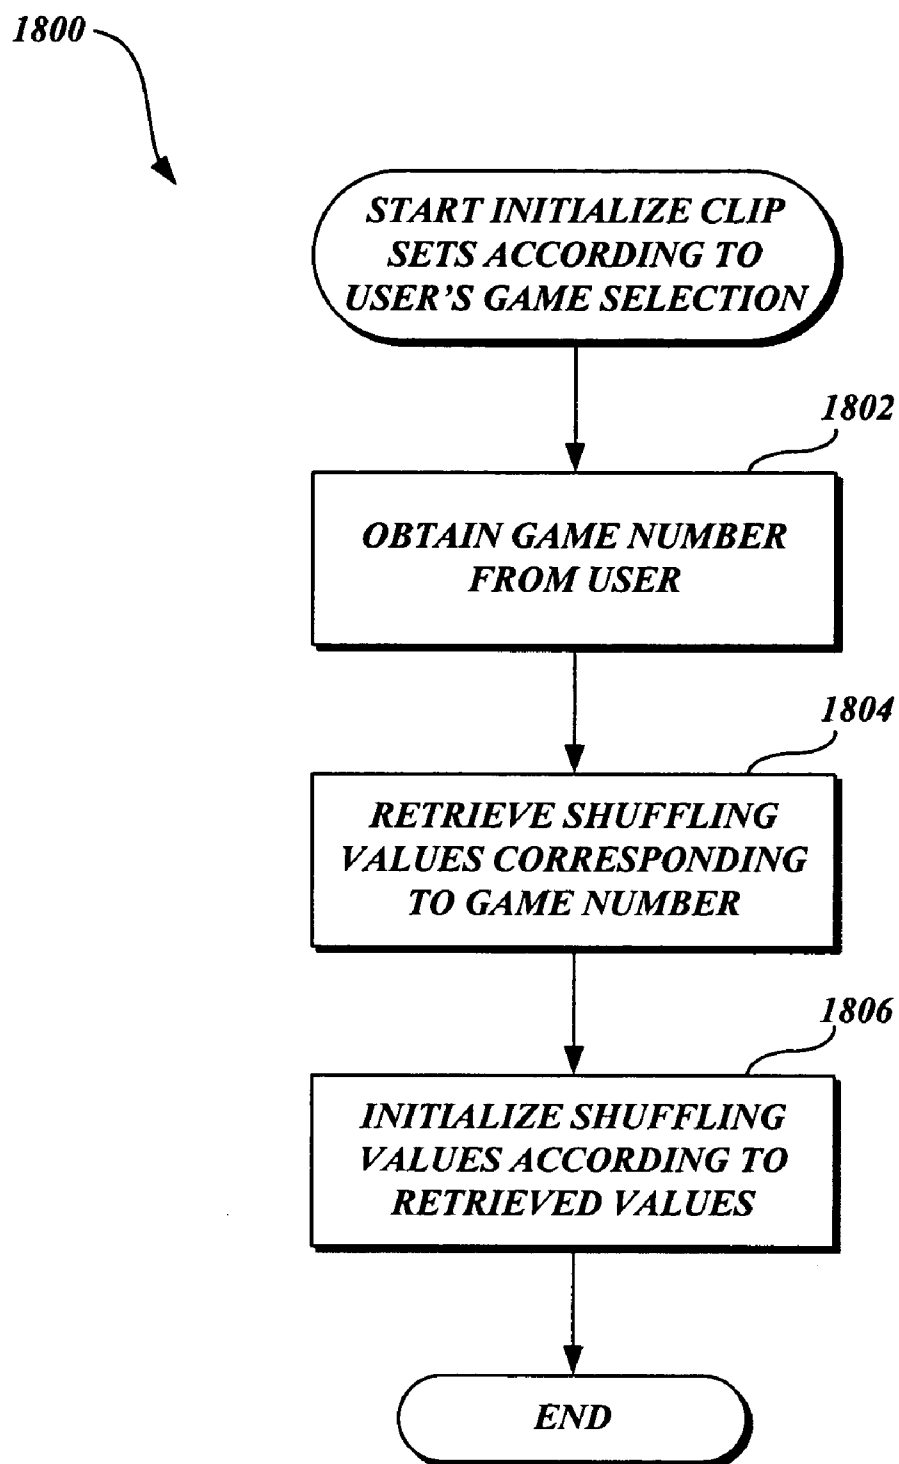 1800
START INITIALIZE CLIP
SETS ACCORDING TO
USER'S GAME SELECTION
1802
OBTAIN GAME NUMBER
FROM USER
1804
RETRIEVE SHUFFLING
VALUES CORRESPONDING
TO GAME NUMBER
1806
INITIALIZE SHUFFLING
VALUES ACCORDING TO
RETRIEVED VALUES
END